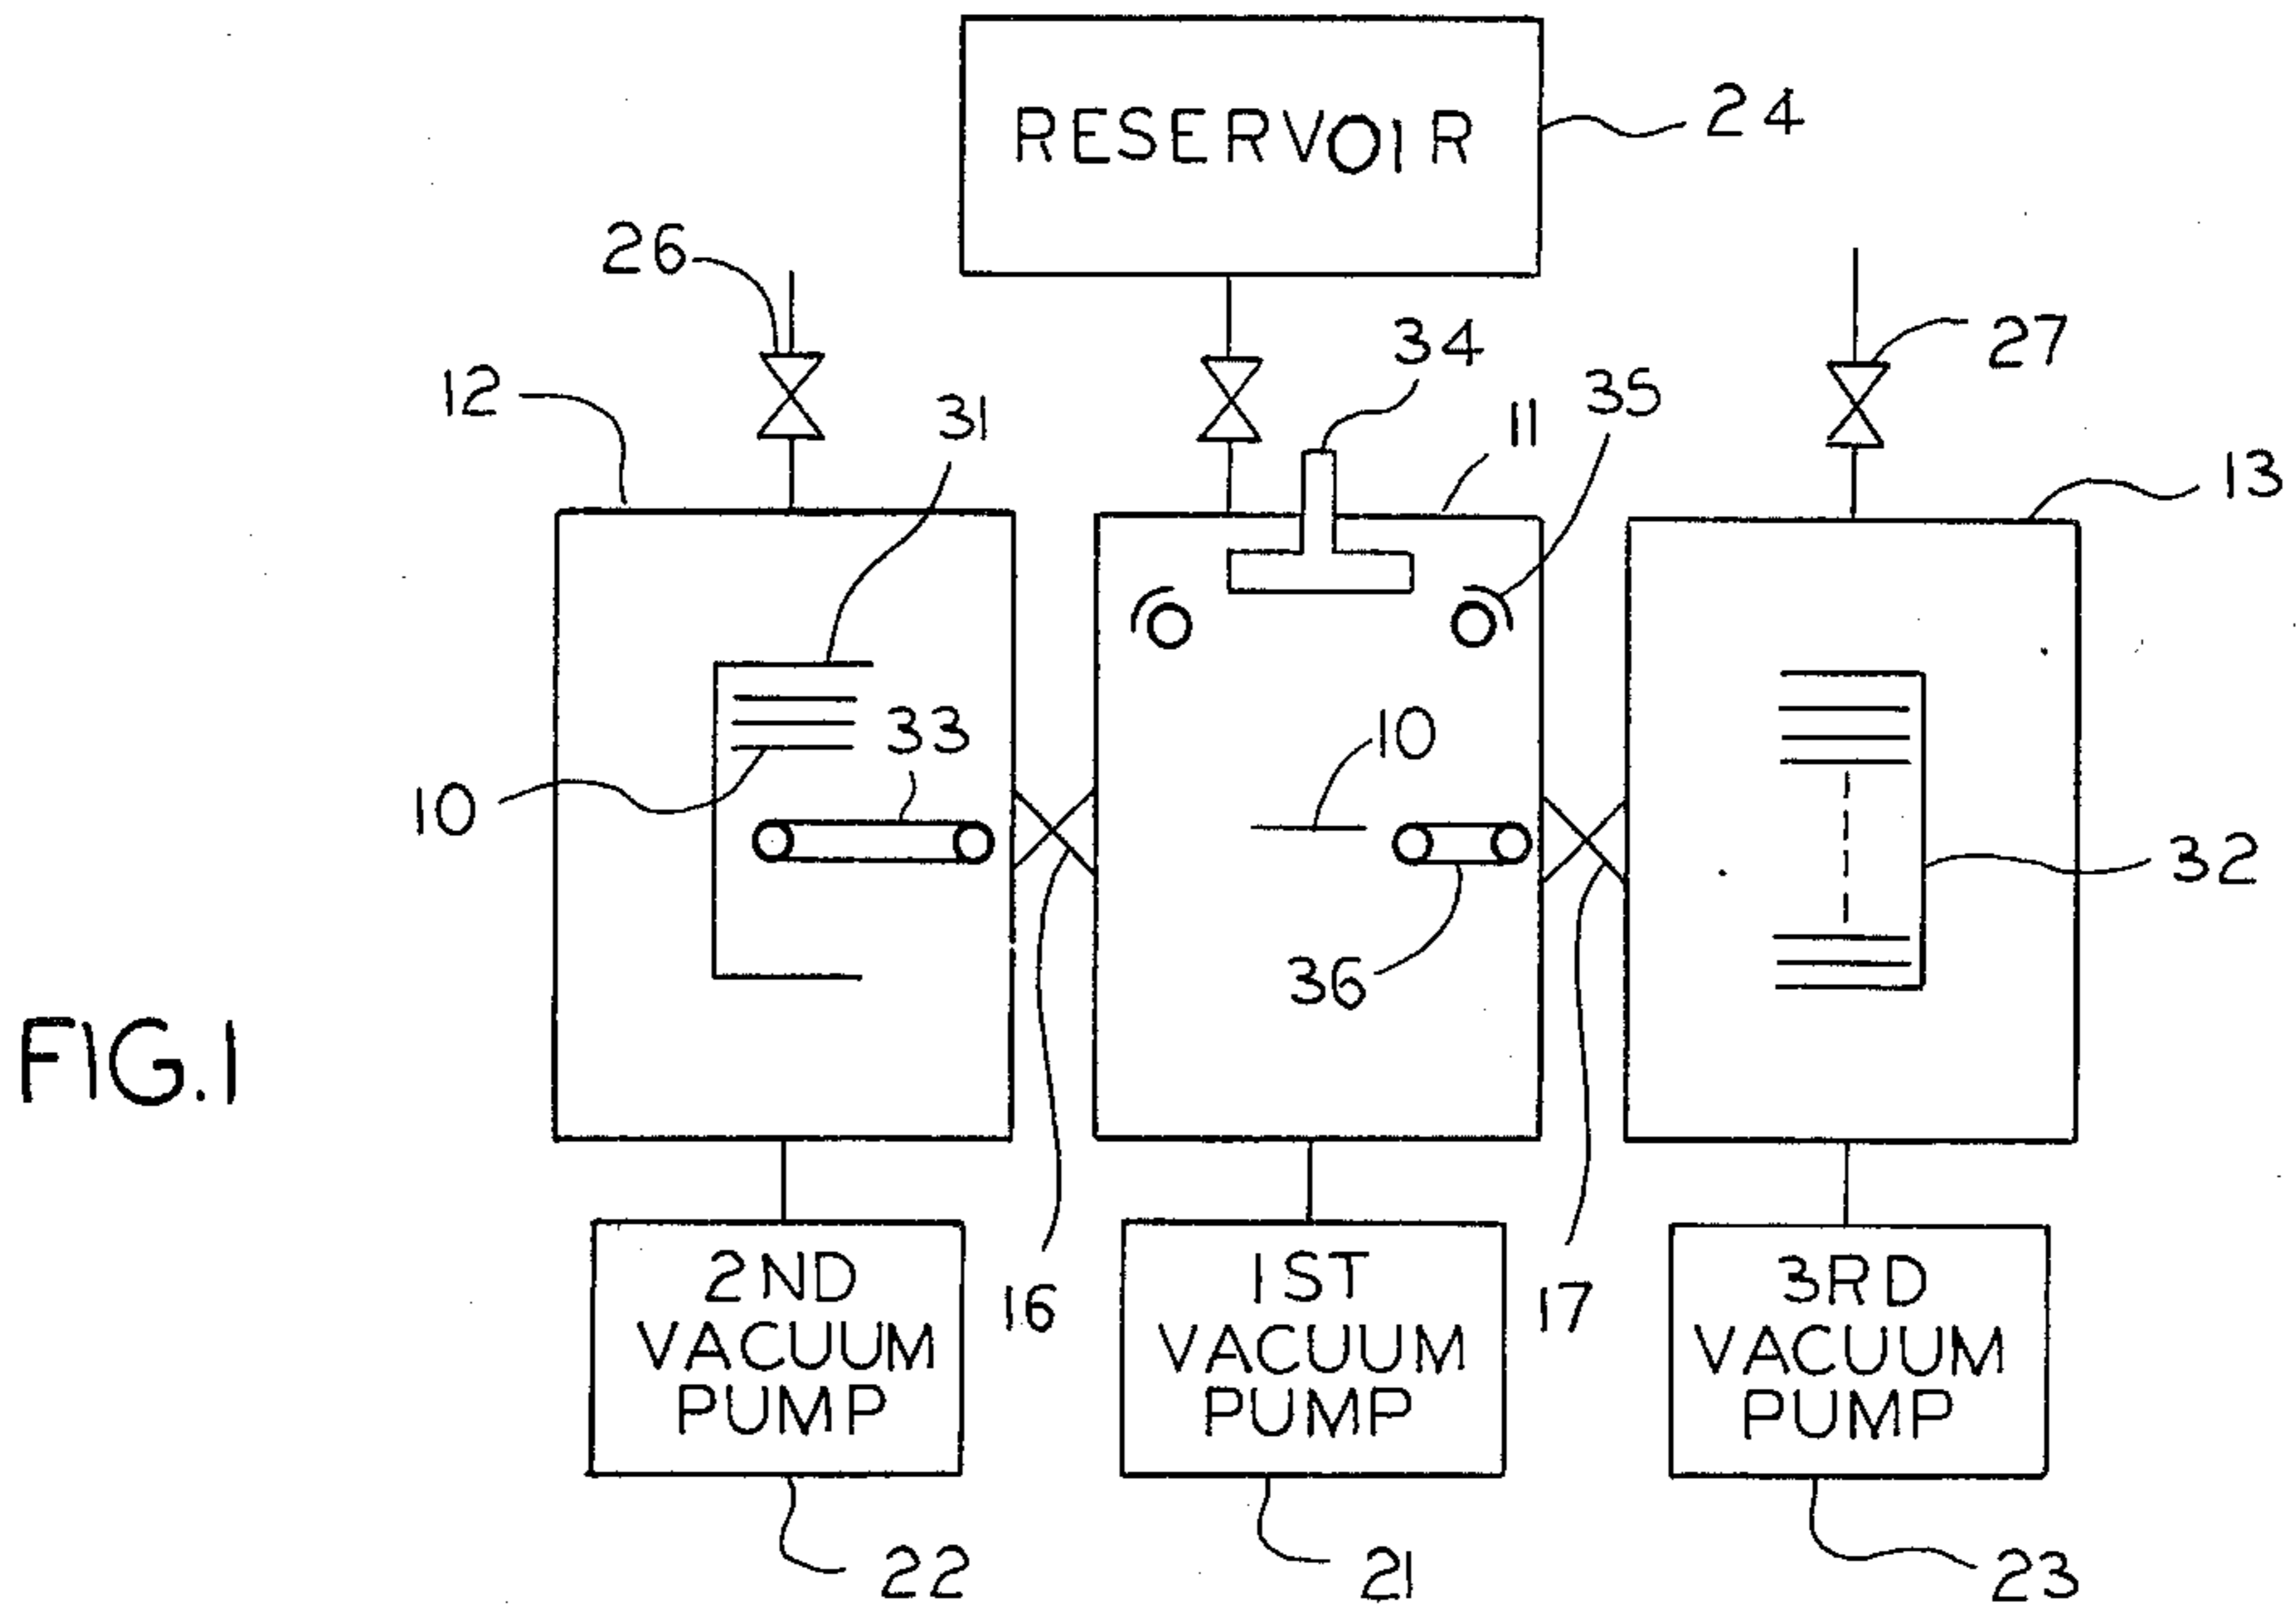 RESERVOIR
24
26
34
27
12
31
35
11
13
33
10
10
32
36
FIG.1
2ND
VACUUM
PUMP
16
1ST
VACUUM
PUMP
17
3RD
VACUUM
PUMP
22
21
23